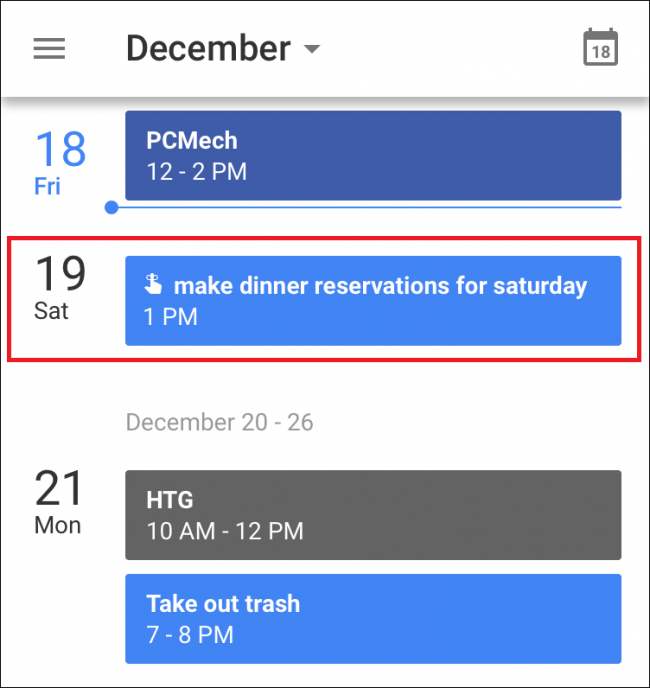 December
18
18
Fri
PCMech
12 - 2 PM
19
Sat
make dinner reservations for saturday
1 PM
December 20 - 26
21
Mon
HTG
10 AM - 12 PM
Take out trash
7 - 8 PM